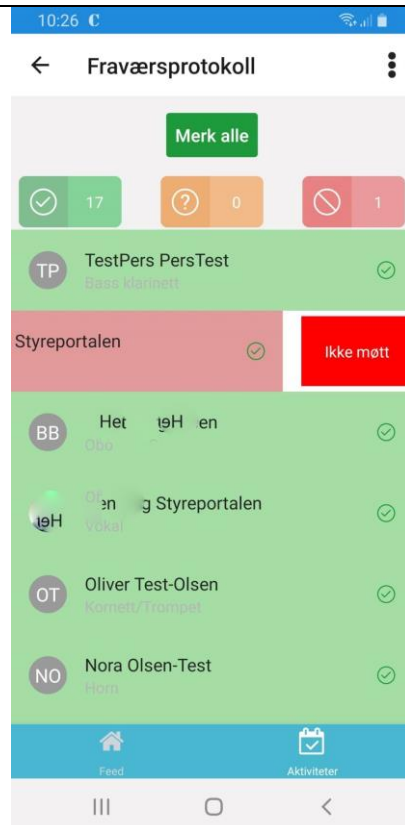 10:26 C
Fraværsprotokoll
Merk alle
17 0 1
TP TestPers PersTest
Bass klarinett
Styreportalen
Ikke møtt
BB
Obo
Styreportalen
Vokal
OT Oliver Test-Olsen
Kornett/Trompet
NO Nora Olsen-Test
Horn
Feed Aktiviteter